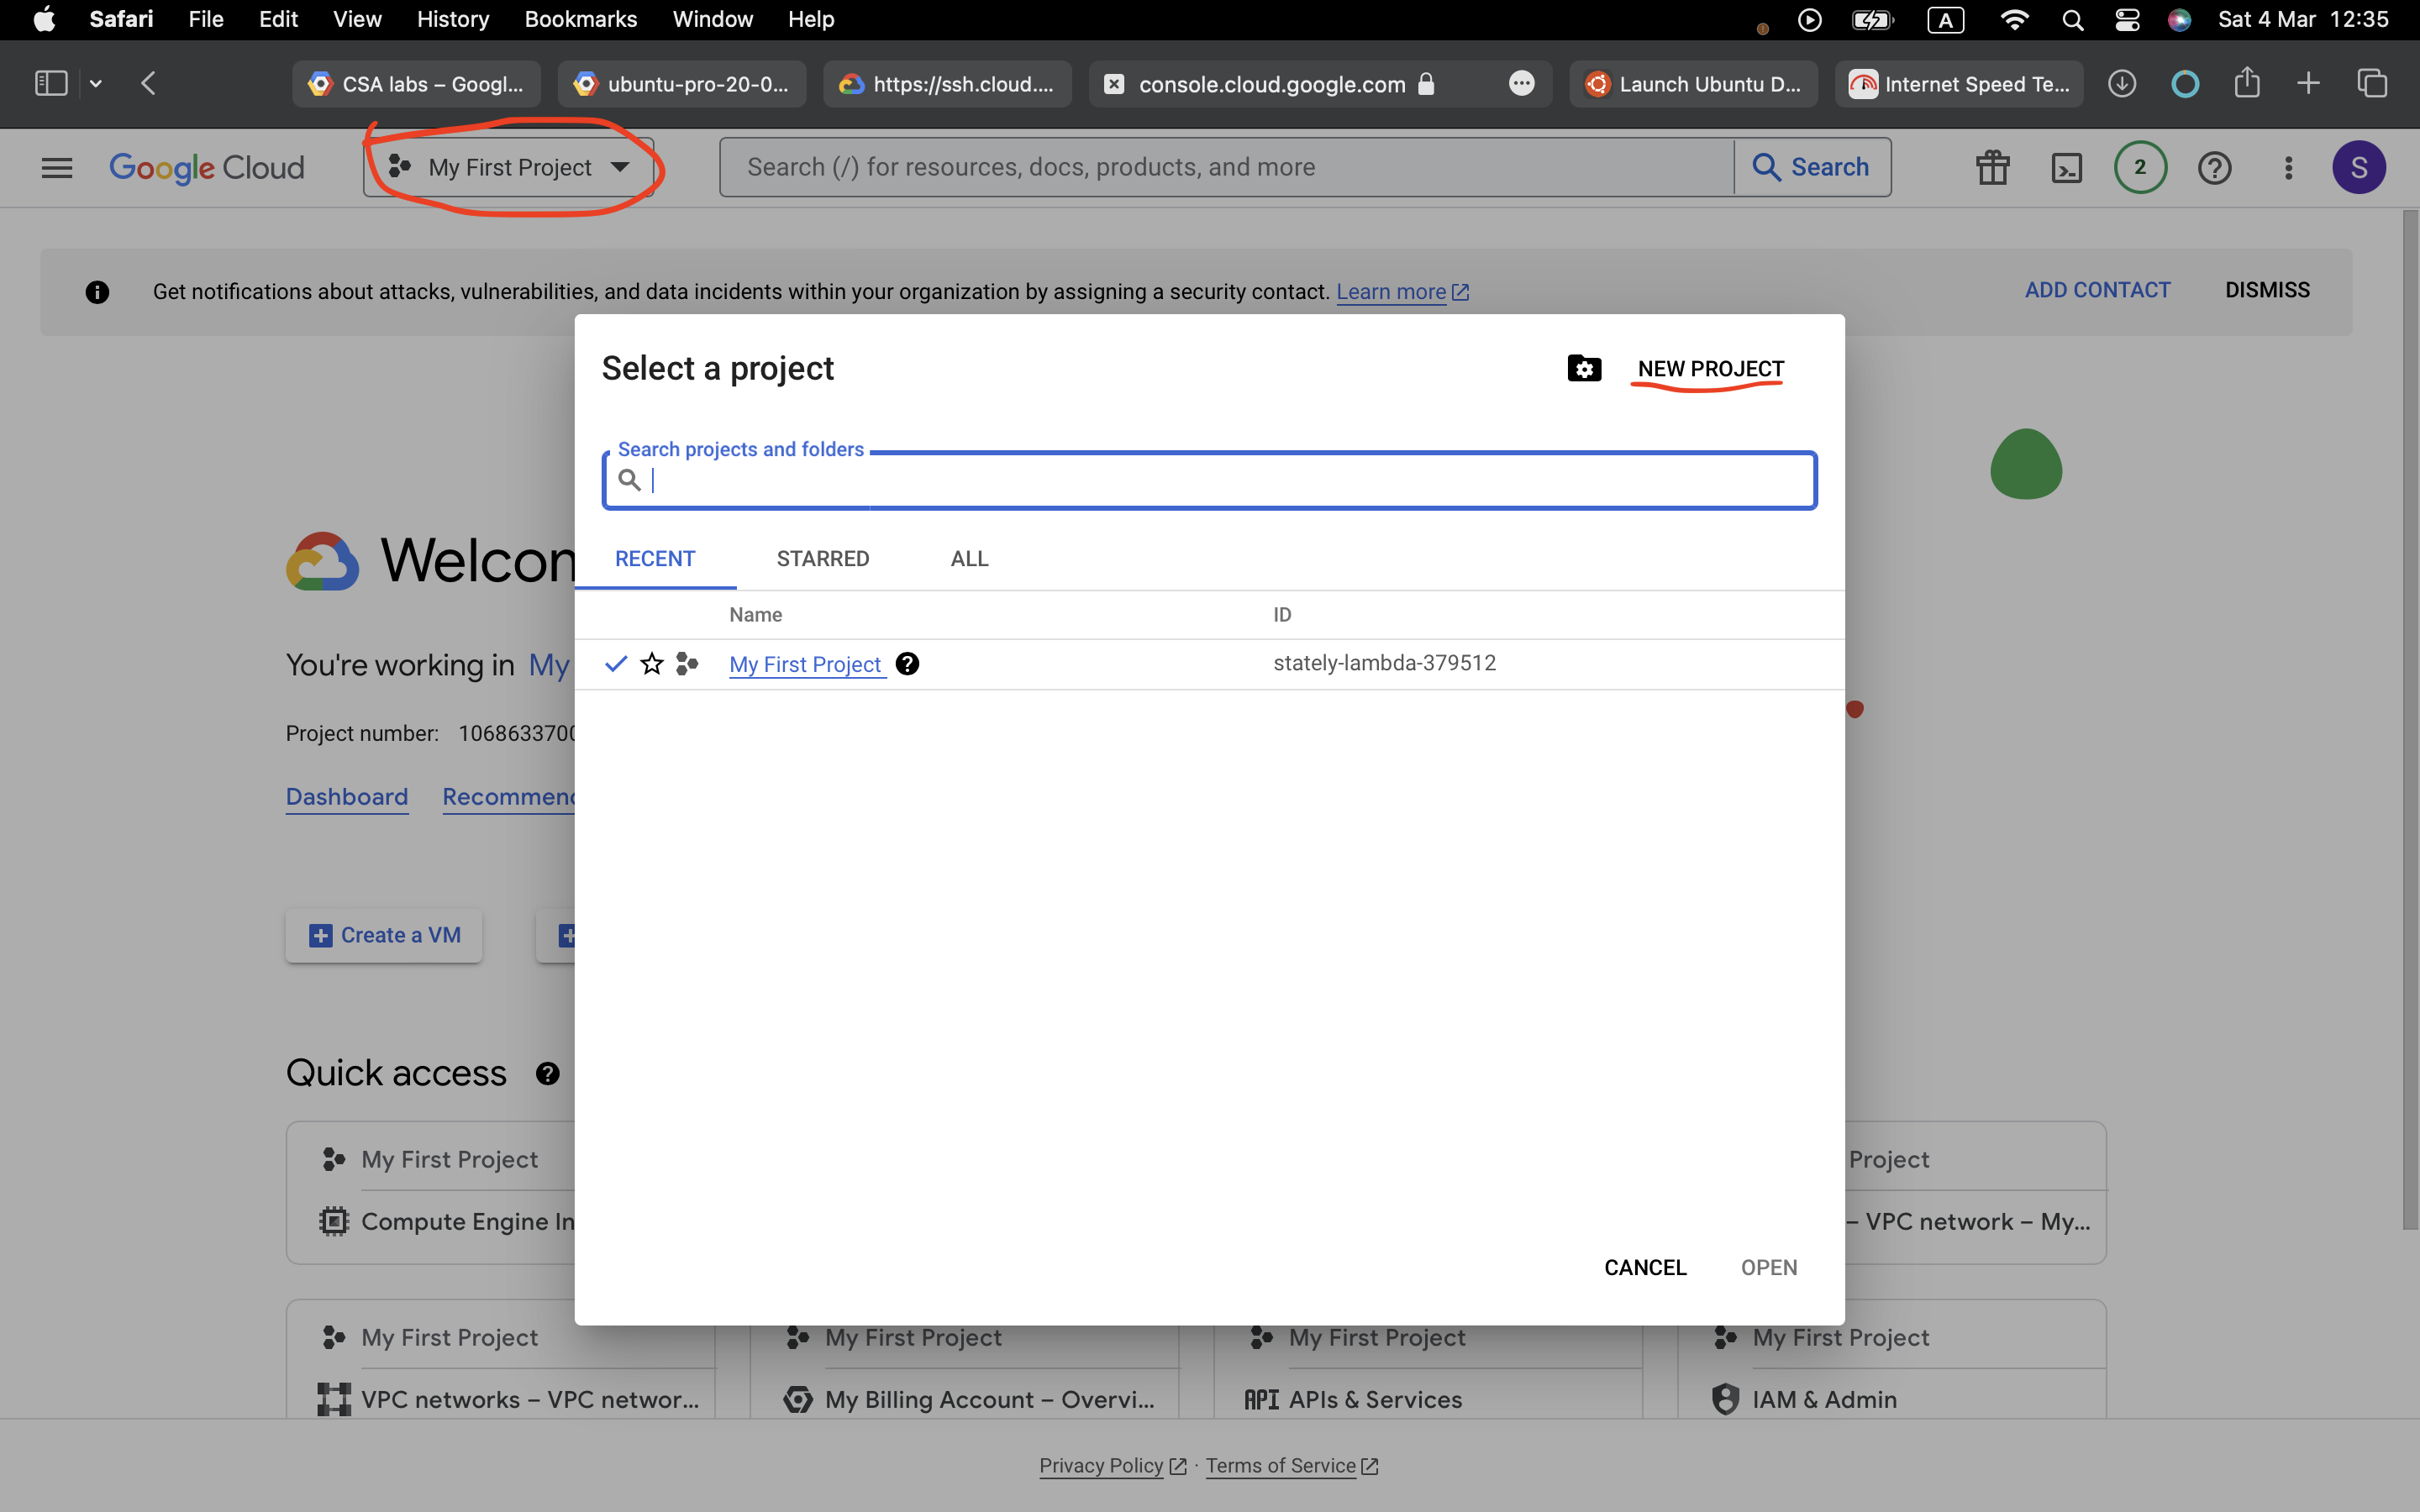 Safari File Edit View History Bookmarks Window Help A Sat 4 Mar 12:35
CSA labs – Googl... ubuntu-pro-20-0... https://ssh.cloud.... console.cloud.google.com Launch Ubuntu D... Internet Speed Te...
Google Cloud My First Project Search (/) for resources, docs, products, and more Search 2 S
Get notifications about attacks, vulnerabilities, and data incidents within your organization by assigning a security contact. Learn more ADD CONTACT DISMISS
Select a project NEW PROJECT
Search projects and folders
Welcom
RECENT STARRED ALL
Name ID
You're working in My
My First Project stately-lambda-379512
Project number: 1068633700
Dashboard Recommend
Create a VM
Quick access
My First Project Project
Compute Engine In – VPC network – My...
CANCEL OPEN
My First Project My First Project My First Project My First Project
VPC networks – VPC networ... My Billing Account – Overvi... API APIs & Services IAM & Admin
Privacy Policy · Terms of Service